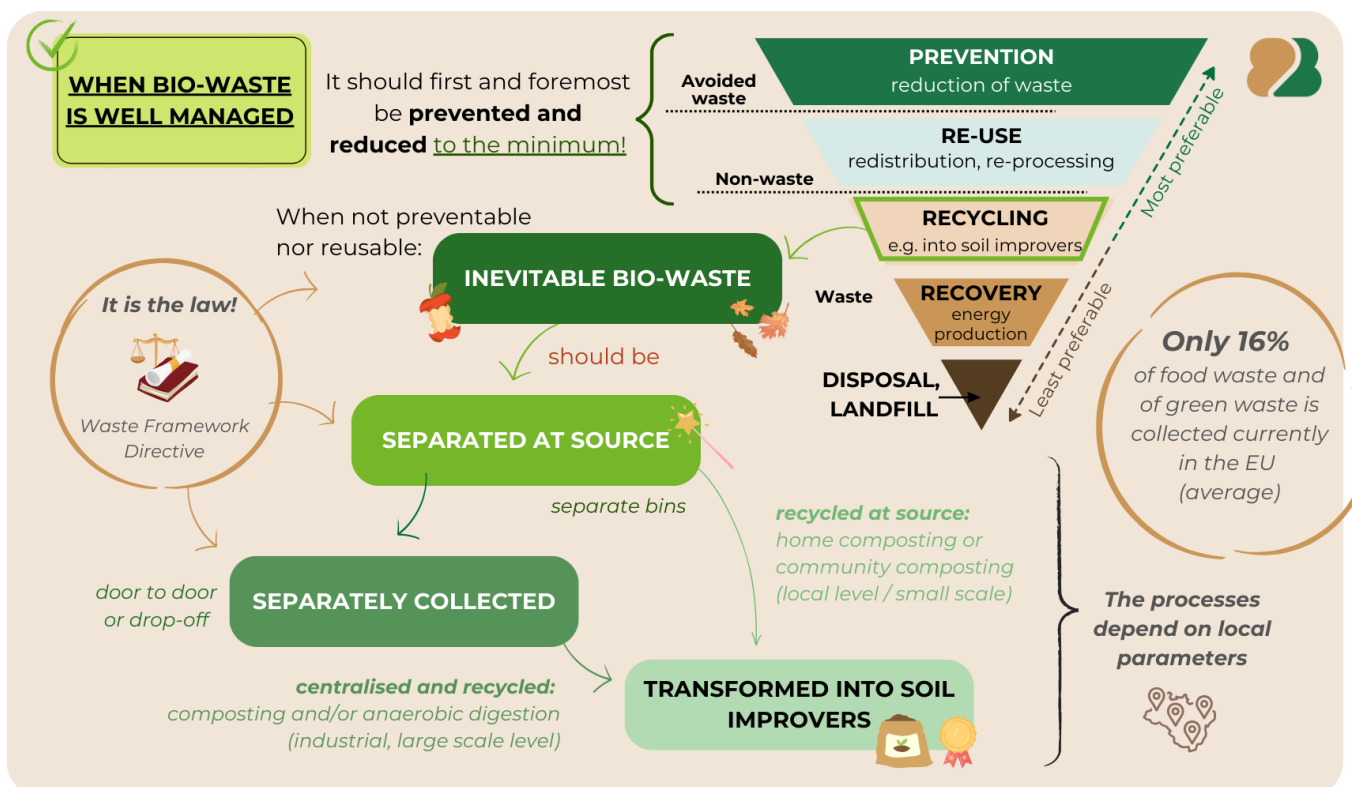 WHEN BIO-WASTE
IS WELL MANAGED
It should first and foremost
be prevented and
reduced to the minimum!
Avoided
waste
Non-waste
Waste
PREVENTION
reduction of waste
RE-USE
redistribution, re-processing
RECYCLING
e.g. into soil improvers
RECOVERY
energy
production
DISPOSAL,
LANDFILL
Most preferable
Least preferable
When not preventable
nor reusable:
INEVITABLE BIO-WASTE
should be
It is the law!
Waste Framework
Directive
SEPARATED AT SOURCE
separate bins
door to door
or drop-off
SEPARATELY COLLECTED
recycled at source:
home composting or
community composting
(local level / small scale)
centralised and recycled:
composting and/or anaerobic digestion
(industrial, large scale level)
TRANSFORMED INTO SOIL
IMPROVERS
Only 16%
of food waste and
of green waste is
collected currently
in the EU
(average)
The processes
depend on local
parameters